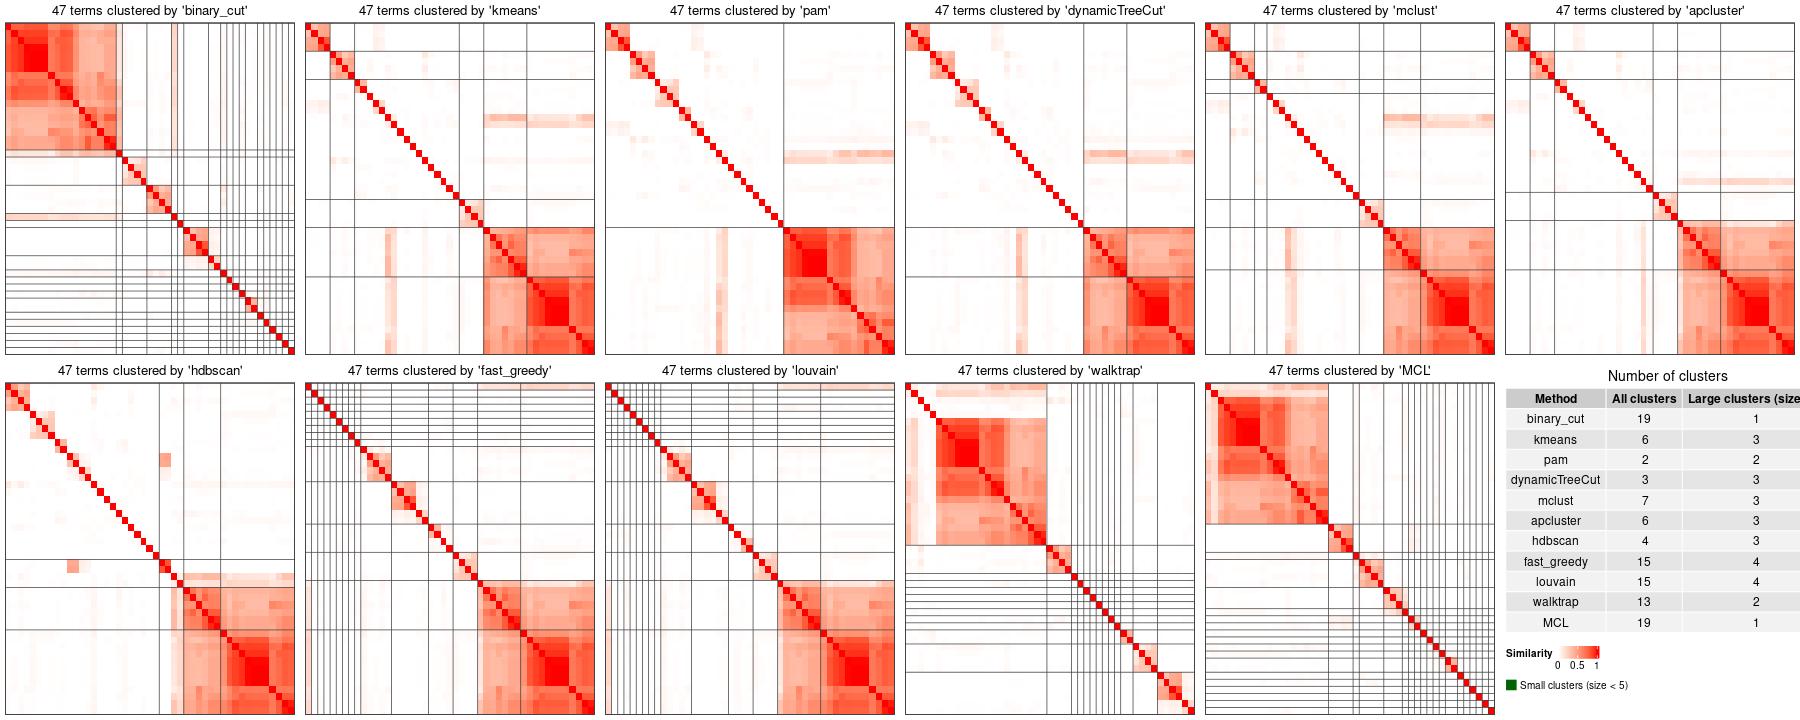 47 terms clustered by 'binary_cut'
47 terms clustered by 'kmeans'
47 terms clustered by 'pam'
47 terms clustered by 'dynamicTreeCut'
47 terms clustered by 'mclust'
47 terms clustered by 'apcluster'
47 terms clustered by 'hdbscan'
47 terms clustered by 'fast_greedy'
47 terms clustered by 'louvain'
47 terms clustered by 'walktrap'
47 terms clustered by 'MCL'
Number of clusters
Method All clusters Large clusters (size
binary_cut 19 1
kmeans 6 3
pam 2 2
dynamicTreeCut 3 3
mclust 7 3
apcluster 6 3
hdbscan 4 3
fast_greedy 15 4
louvain 15 4
walktrap 13 2
MCL 19 1
Similarity
0 0.5 1
Small clusters (size < 5)